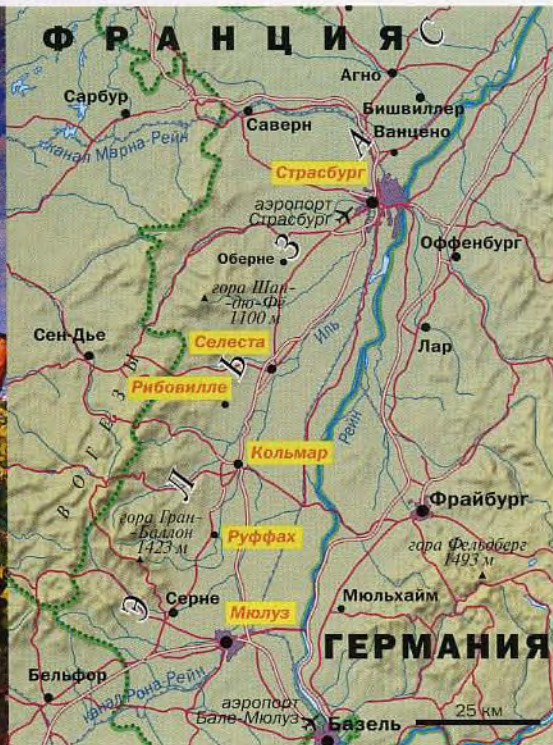 ФРАНЦИЯ
Агно
Сарбур
Бишвиллер
Саверн
Ванцено
канал Марна-Рейн
Страсбург
аэропорт
Страсбург
Оберне
Оффенбург
гора Шан-
-дю-Фё
1100 м
Сен-Дье
Селеста
Иль
Лар
Рибовилле
Рейн
ВОГЕЗЫ
Кольмар
ЭЛЬЗАС
Фрайбург
гора Гран-
-Баллон
1423 м
Руффах
гора Фельдберг
1493 м
Серне
Мюльхайм
Мюлуз
ГЕРМАНИЯ
Бельфор
канал Рона-Рейн
аэропорт
Бале-Мюлуз
Базель
25 км